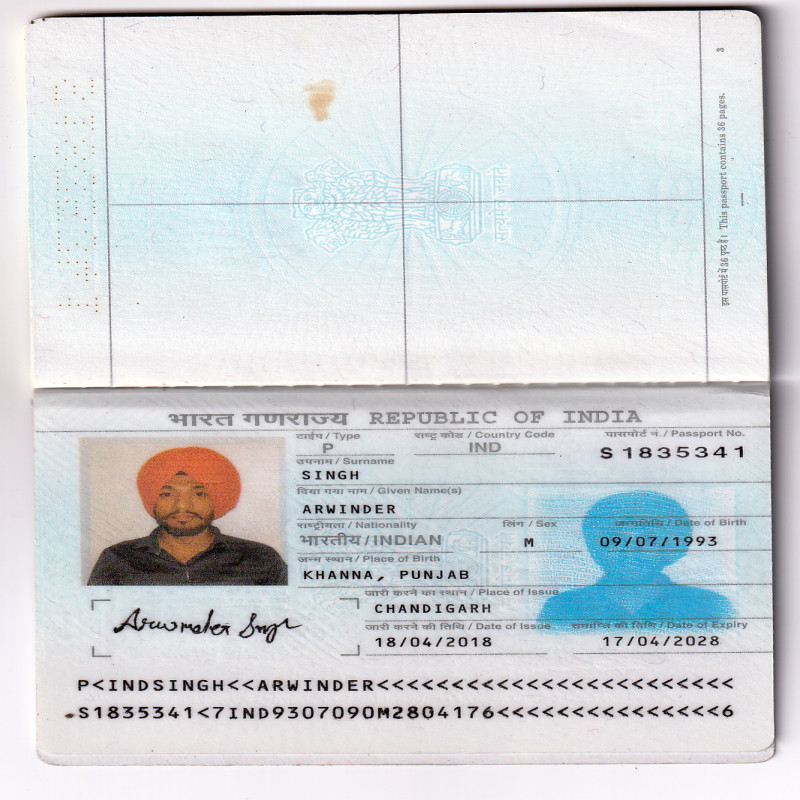 3
इस पासपोर्ट में 36 पृष्ठ हैं। This passport contains 36 pages.
सत्यमेव जयते
भारत गणराज्य REPUBLIC OF INDIA
टाईप / Type राष्ट्र कोड / Country Code पासपोर्ट नं. / Passport No.
P IND S1835341
उपनाम / Surname
SINGH
दिया गया नाम / Given Name(s)
ARWINDER
राष्ट्रीयता / Nationality लिंग / Sex जन्मतिथि / Date of Birth
भारतीय / INDIAN M 09/07/1993
जन्म स्थान / Place of Birth
KHANNA, PUNJAB
जारी करने का स्थान / Place of Issue
CHANDIGARH
जारी करने की तिथि / Date of Issue समाप्ति की तिथि / Date of Expiry
18/04/2018 17/04/2028
Arwinder Singh
P<INDSINGH<<ARWINDER<<<<<<<<<<<<<<<<<<<<<<<<
S1835341<7IND9307090M2804176<<<<<<<<<<<<<<<6